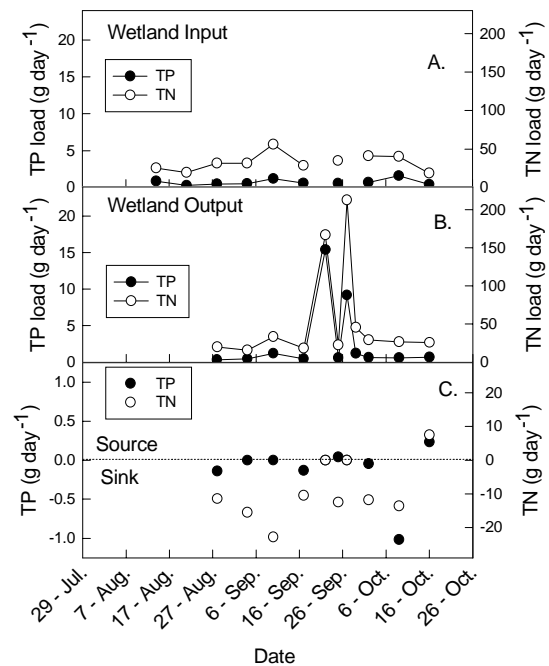 Wetland Input
A.
TP
TN
TP load (g day⁻¹)
20
15
10
5
0
TN load (g day⁻¹)
200
150
100
50
0
Wetland Output
B.
TP
TN
TP load (g day⁻¹)
20
15
10
5
0
TN load (g day⁻¹)
200
150
100
50
0
C.
TP
TN
Source
Sink
TP (g day⁻¹)
1.0
0.5
0.0
-0.5
-1.0
TN (g day⁻¹)
20
10
0
-10
-20
29 - Jul.
7 - Aug.
17 - Aug.
27 - Aug.
6 - Sep.
16 - Sep.
26 - Sep.
6 - Oct.
16 - Oct.
26 - Oct.
Date